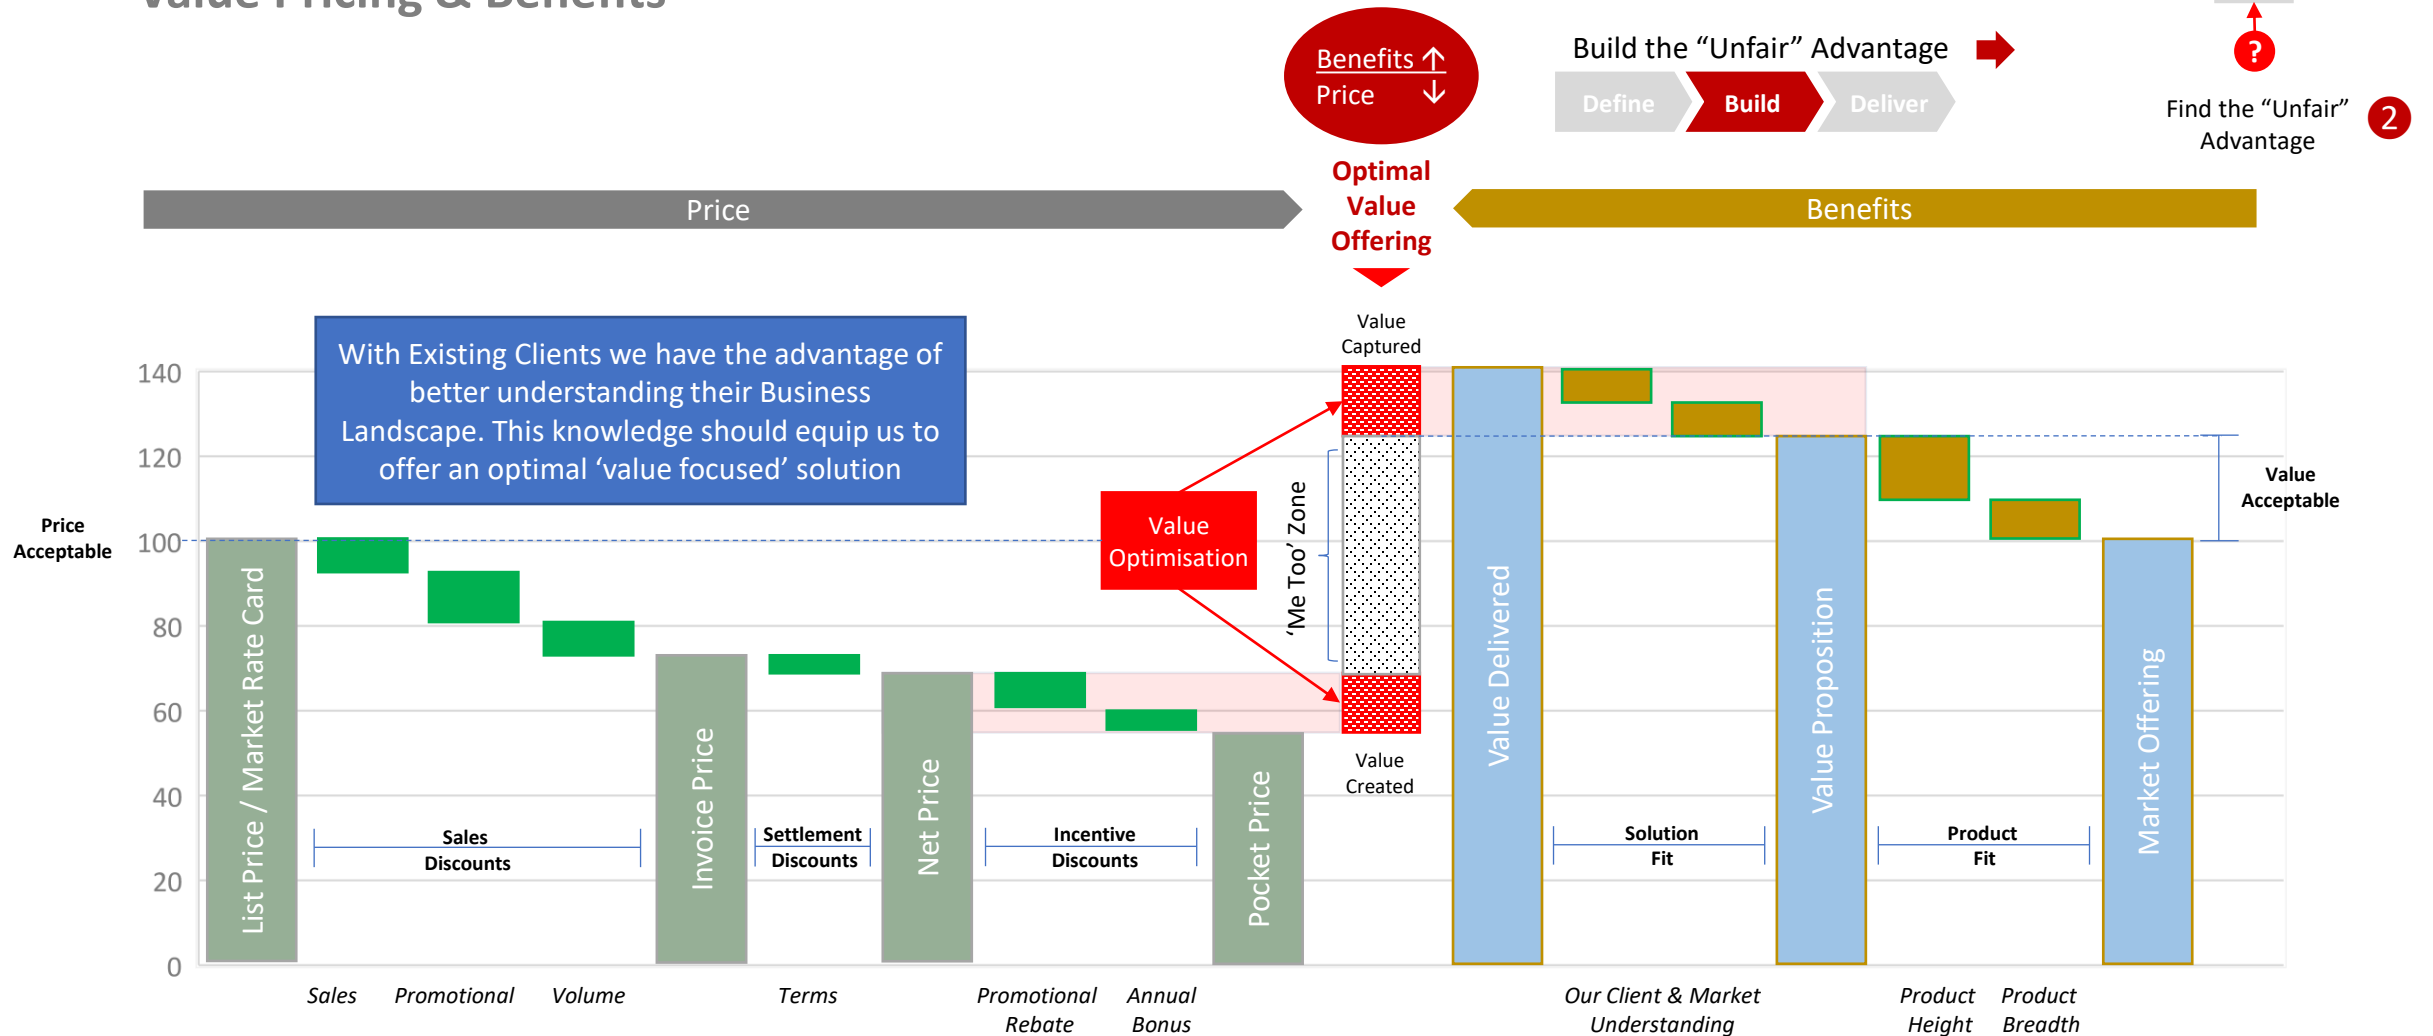 Value Pricing & Benefits
Benefits ↑
Price ↓
Build the “Unfair” Advantage
Define
Build
Deliver
?
Find the “Unfair”
Advantage
2
Optimal
Value
Offering
Price
Benefits
With Existing Clients we have the advantage of
better understanding their Business
Landscape. This knowledge should equip us to
offer an optimal ‘value focused’ solution
Value
Captured
140
120
100
80
60
40
20
0
Price
Acceptable
Value
Optimisation
‘Me Too’ Zone
Value
Acceptable
Value
Created
List Price / Market Rate Card
Invoice Price
Net Price
Pocket Price
Value Delivered
Value Proposition
Market Offering
Sales
Discounts
Settlement
Discounts
Incentive
Discounts
Solution
Fit
Product
Fit
Sales
Promotional
Volume
Terms
Promotional
Rebate
Annual
Bonus
Our Client & Market
Understanding
Product
Height
Product
Breadth